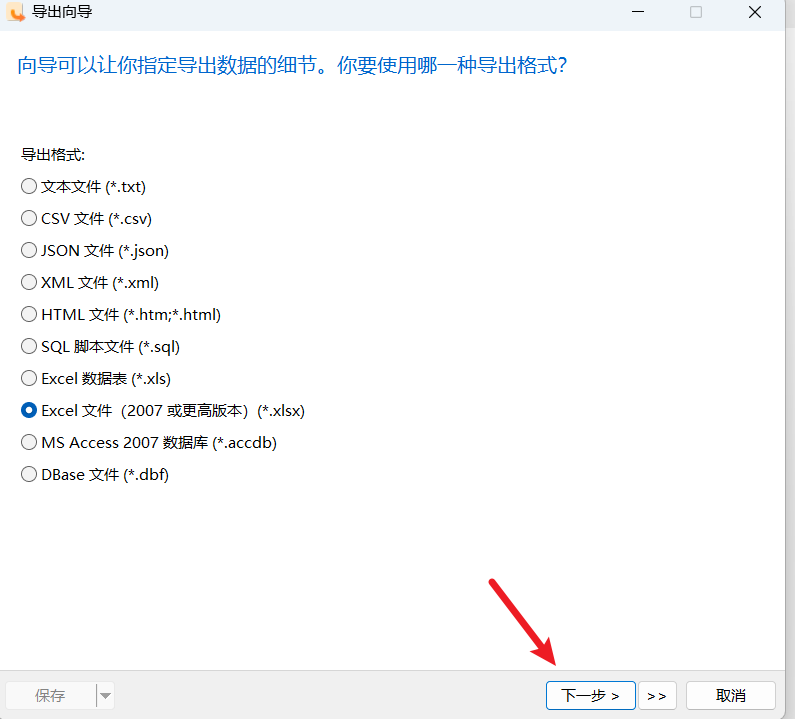 导出向导
向导可以让你指定导出数据的细节。你要使用哪一种导出格式?
导出格式:
文本文件 (*.txt)
CSV 文件 (*.csv)
JSON 文件 (*.json)
XML 文件 (*.xml)
HTML 文件 (*.htm;*.html)
SQL 脚本文件 (*.sql)
Excel 数据表 (*.xls)
Excel 文件（2007 或更高版本）(*.xlsx)
MS Access 2007 数据库 (*.accdb)
DBase 文件 (*.dbf)
保存 下一步 > >> 取消